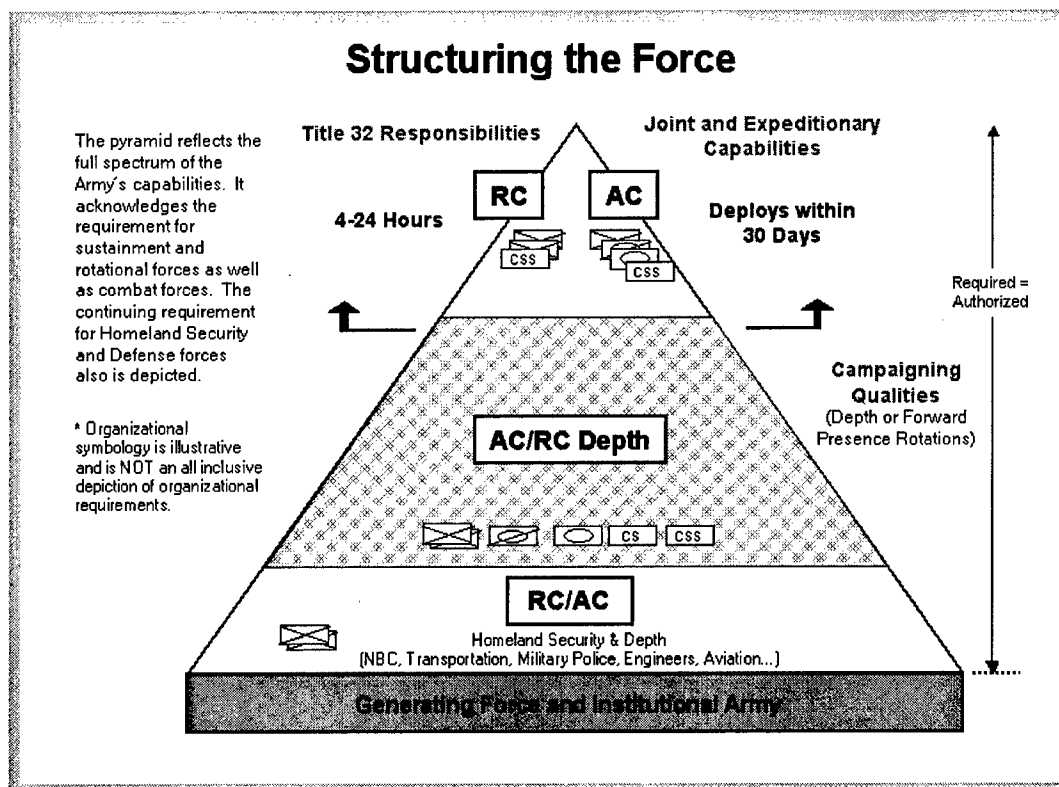 Structuring the Force
The pyramid reflects the
full spectrum of the
Army's capabilities. It
acknowledges the
requirement for
sustainment and
rotational forces as well
as combat forces. The
continuing requirement
for Homeland Security
and Defense forces
also is depicted.
* Organizational
symbology is illustrative
and is NOT an all inclusive
depiction of organizational
requirements.
Title 32 Responsibilities
Joint and Expeditionary
Capabilities
RC
AC
4-24 Hours
Deploys within
30 Days
CSS
CSS
Required =
Authorized
Campaigning
Qualities
(Depth or Forward
Presence Rotations)
AC/RC Depth
CS
CSS
RC/AC
Homeland Security & Depth
(NBC, Transportation, Military Police, Engineers, Aviation...)
Generating Force and Institutional Army